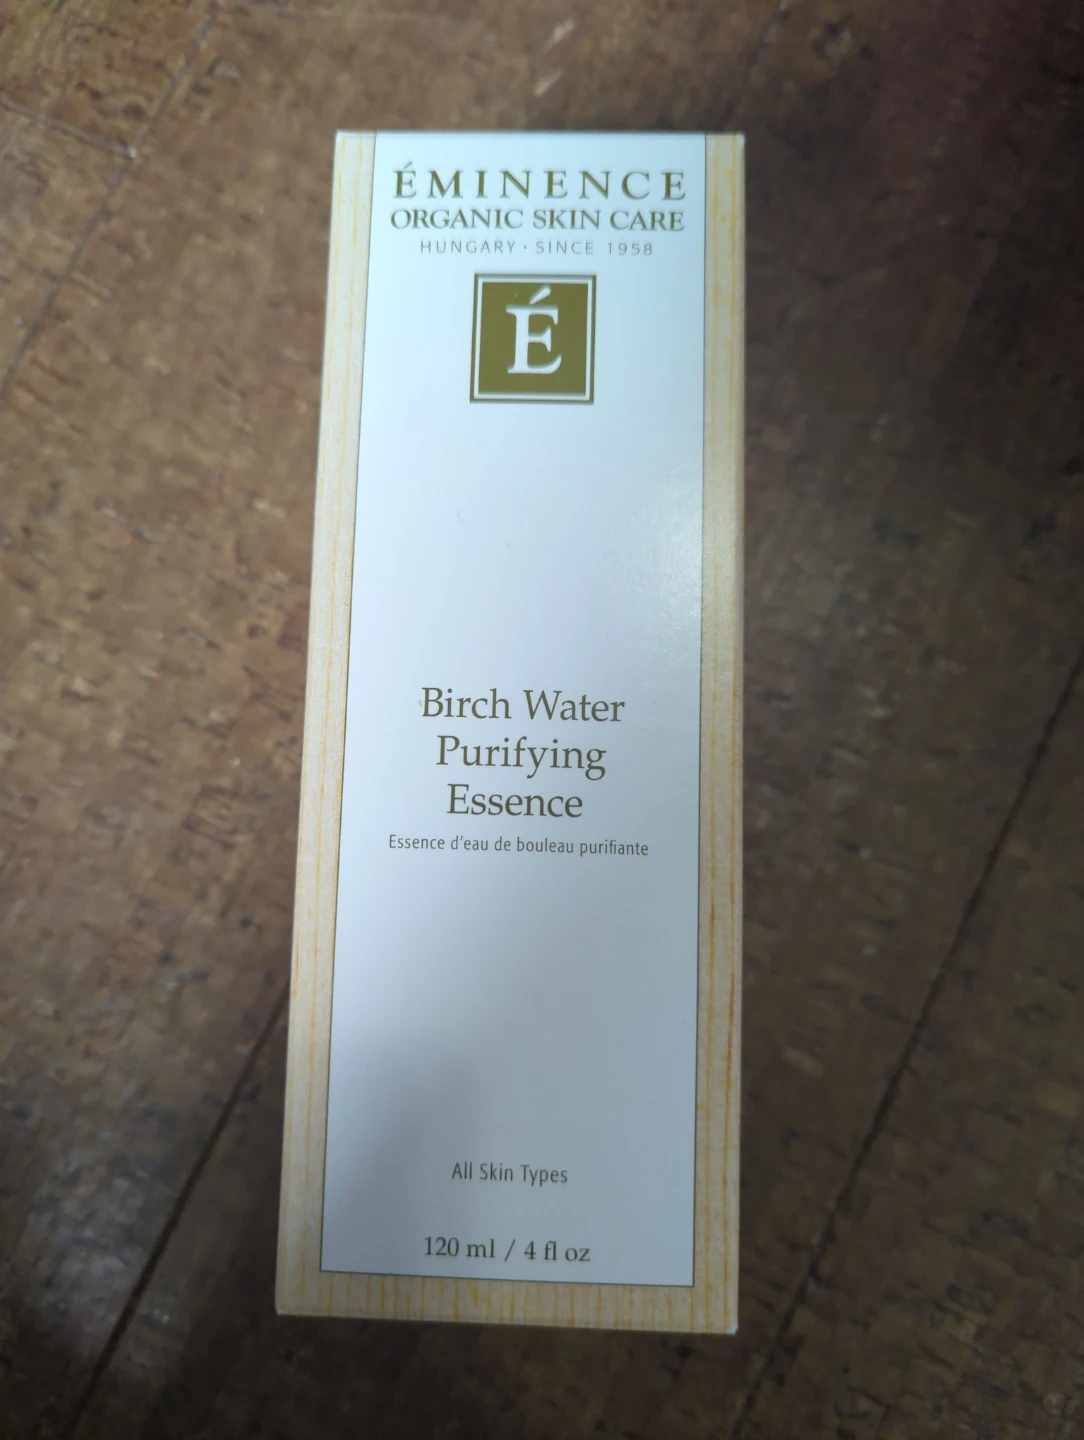 ÉMINENCE
ORGANIC SKIN CARE
HUNGARY · SINCE 1958
É
Birch Water
Purifying
Essence
Essence d'eau de bouleau purifiante
All Skin Types
120 ml / 4 fl oz